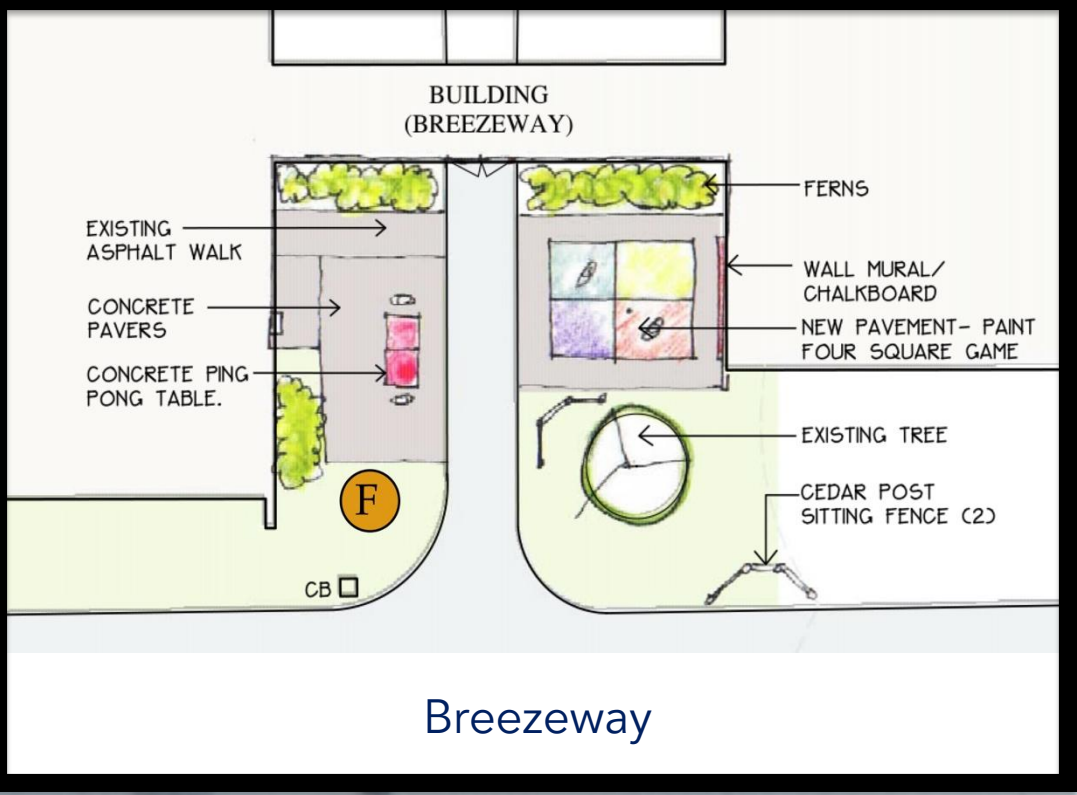 BUILDING
(BREEZEWAY)
FERNS
EXISTING
ASPHALT WALK
WALL MURAL/
CHALKBOARD
CONCRETE
PAVERS
NEW PAVEMENT- PAINT
FOUR SQUARE GAME
CONCRETE PING
PONG TABLE.
EXISTING TREE
CEDAR POST
SITTING FENCE (2)
F
CB
Breezeway